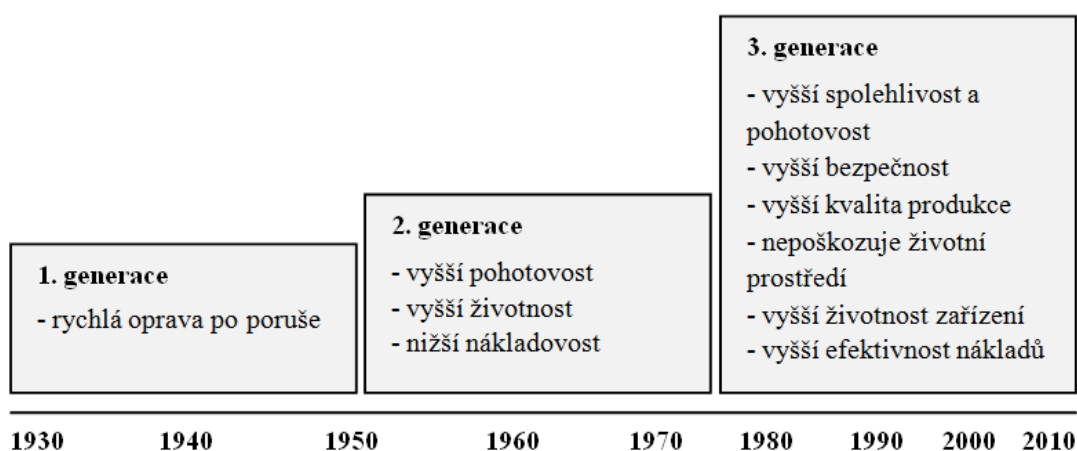 1. generace
- rychlá oprava po poruše
2. generace
- vyšší pohotovost
- vyšší životnost
- nižší nákladovost
3. generace
- vyšší spolehlivost a
pohotovost
- vyšší bezpečnost
- vyšší kvalita produkce
- nepoškozuje životní
prostředí
- vyšší životnost zařízení
- vyšší efektivnost nákladů
1930 1940 1950 1960 1970 1980 1990 2000 2010